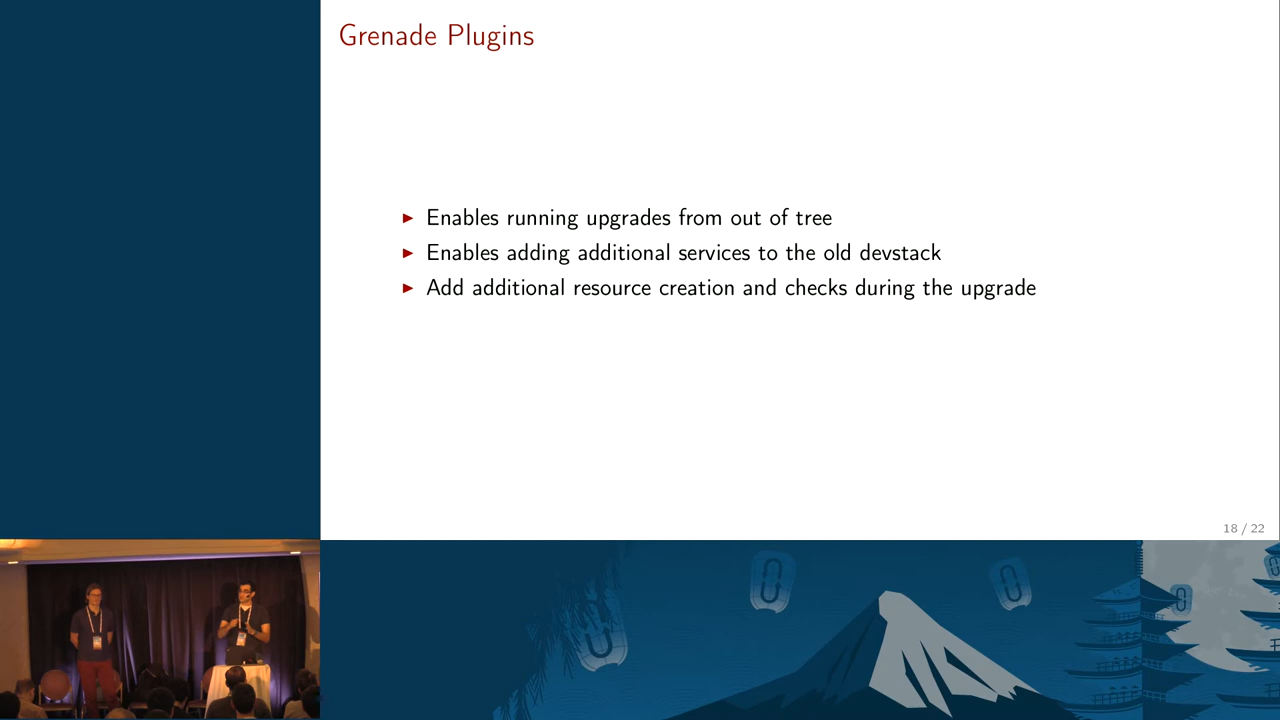 Grenade Plugins
Enables running upgrades from out of tree
Enables adding additional services to the old devstack
Add additional resource creation and checks during the upgrade
18 / 22